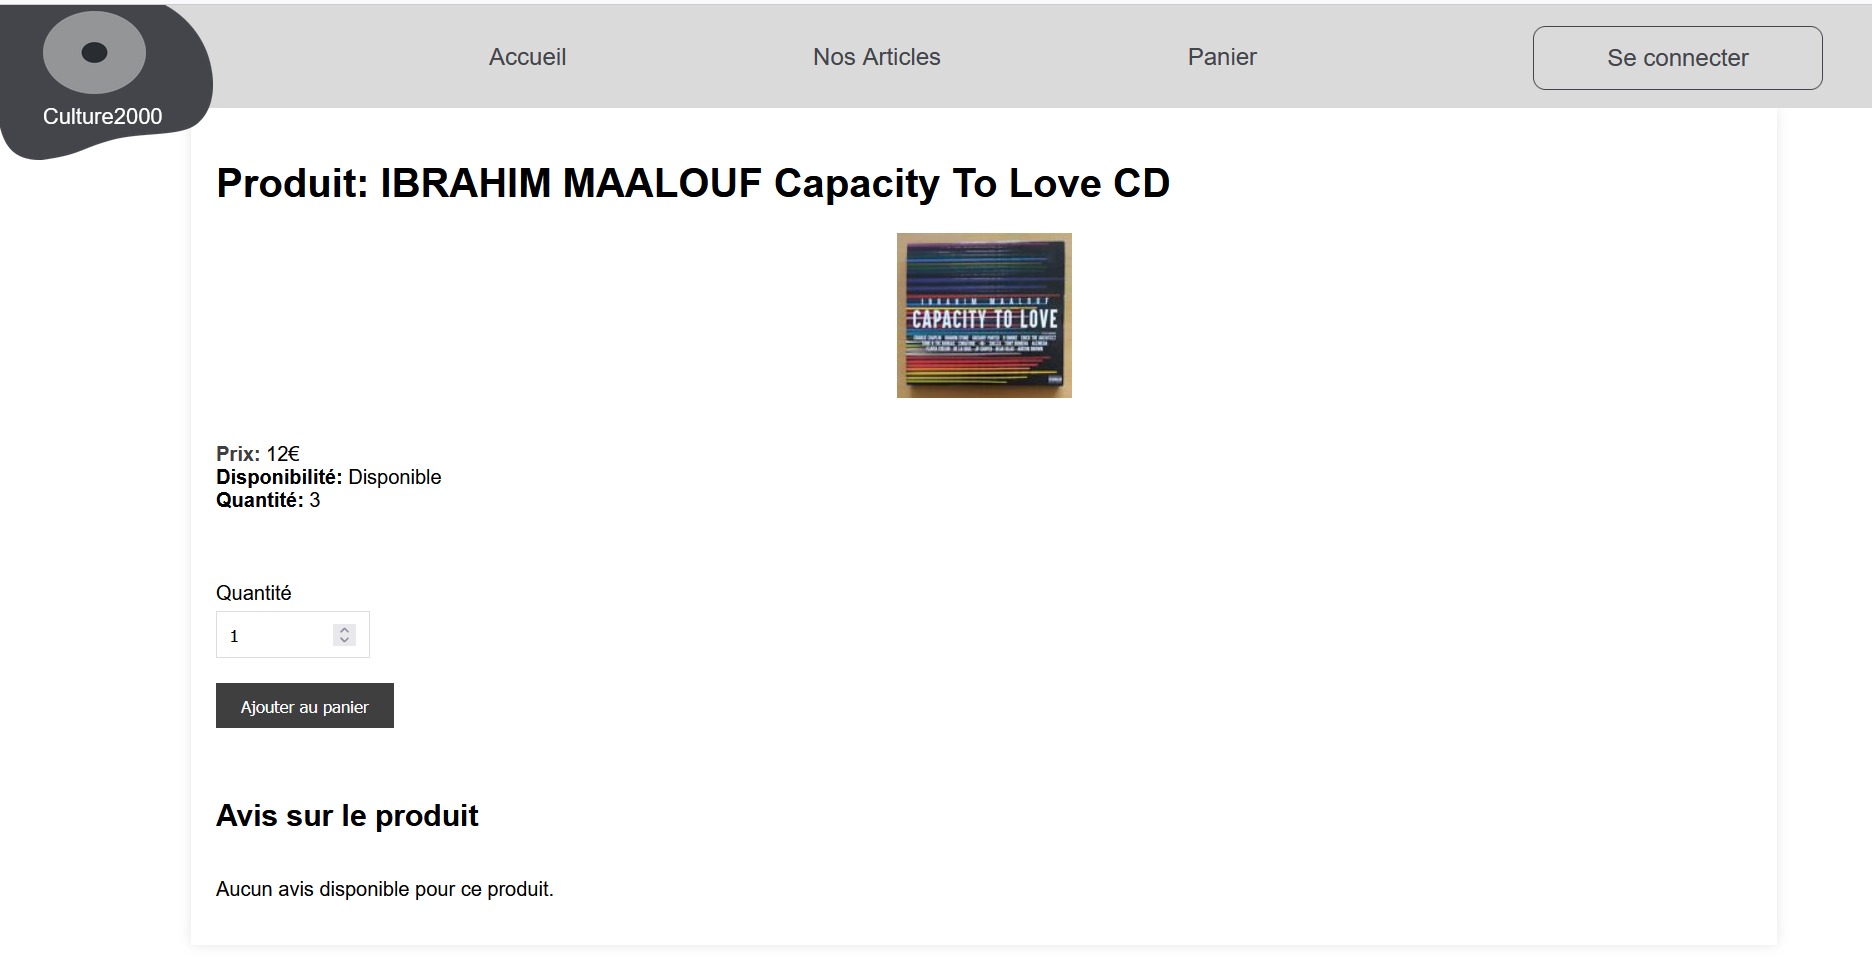 Accueil
Nos Articles
Panier
Se connecter
Culture2000
Produit: IBRAHIM MAALOUF Capacity To Love CD
IBRAHIM MAALOUF
CAPACITY TO LOVE
Prix: 12€
Disponibilité: Disponible
Quantité: 3
Quantité
1
Ajouter au panier
Avis sur le produit
Aucun avis disponible pour ce produit.